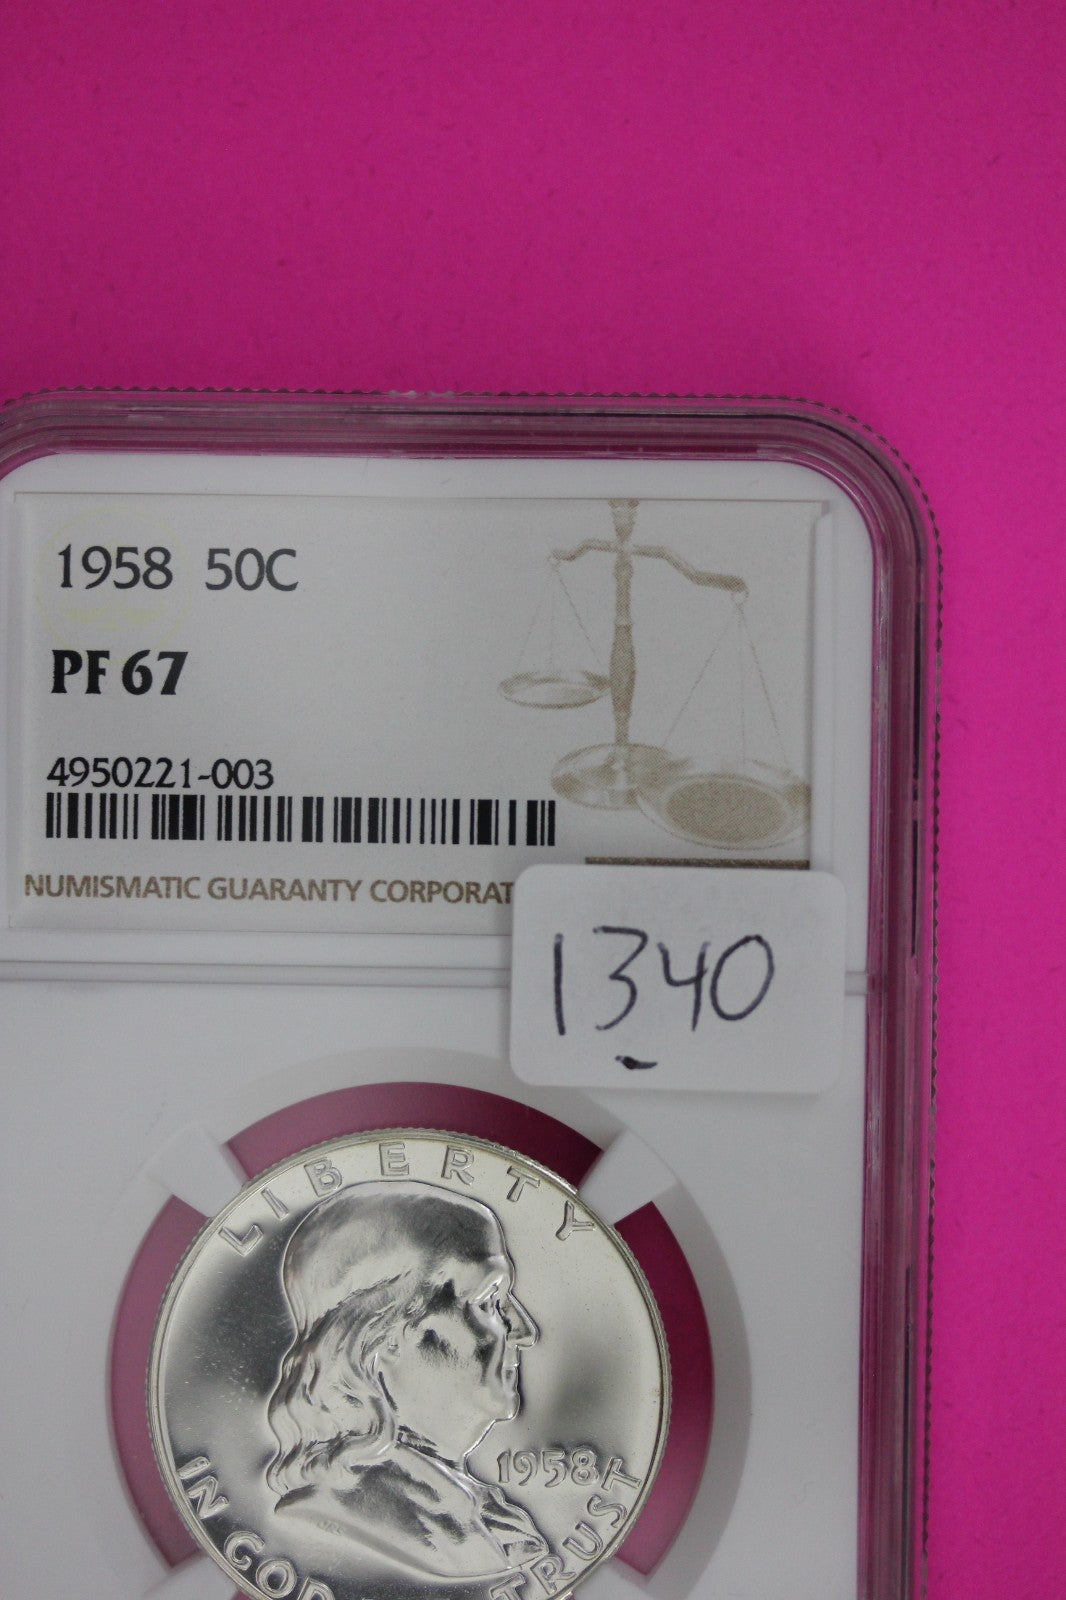 1958 50C
PF 67
4950221-003
NUMISMATIC GUARANTY CORPORAT
1340
LIBERTY
1958
IN GOD TRUST